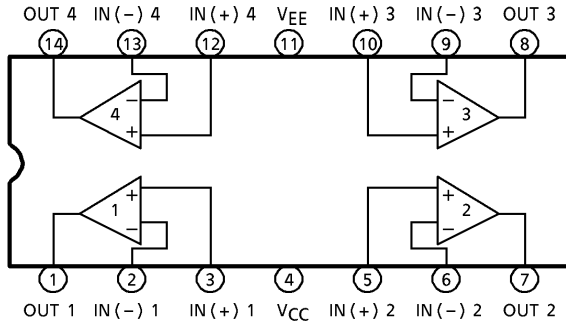 OUT 4 IN(−) 4 IN(+) 4 VEE IN(+) 3 IN(−) 3 OUT 3
14 13 12 11 10 9 8
− −
4 3
+ +
+ +
1 2
− −
1 2 3 4 5 6 7
OUT 1 IN(−) 1 IN(+) 1 VCC IN(+) 2 IN(−) 2 OUT 2